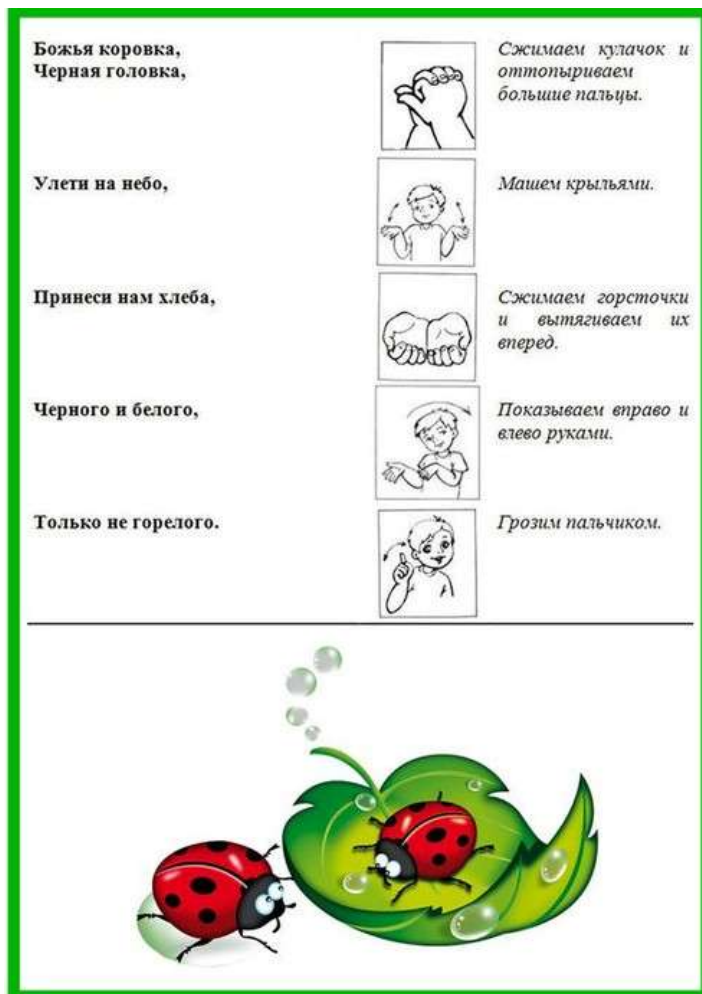 Божья коровка,
Черная головка,
Сжимаем кулачок и
оттопыриваем
большие пальцы.
Улети на небо,
Машем крыльями.
Принеси нам хлеба,
Сжимаем горсточки
и вытягиваем их
вперед.
Черного и белого,
Показываем вправо и
влево руками.
Только не горелого.
Грозим пальчиком.